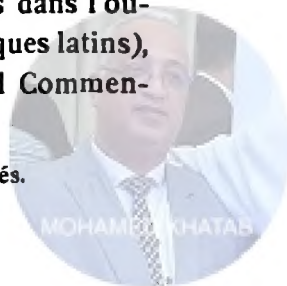 s dans l'ou-
ques latins),
l Commen-
és.
MOHAMED KHATAB